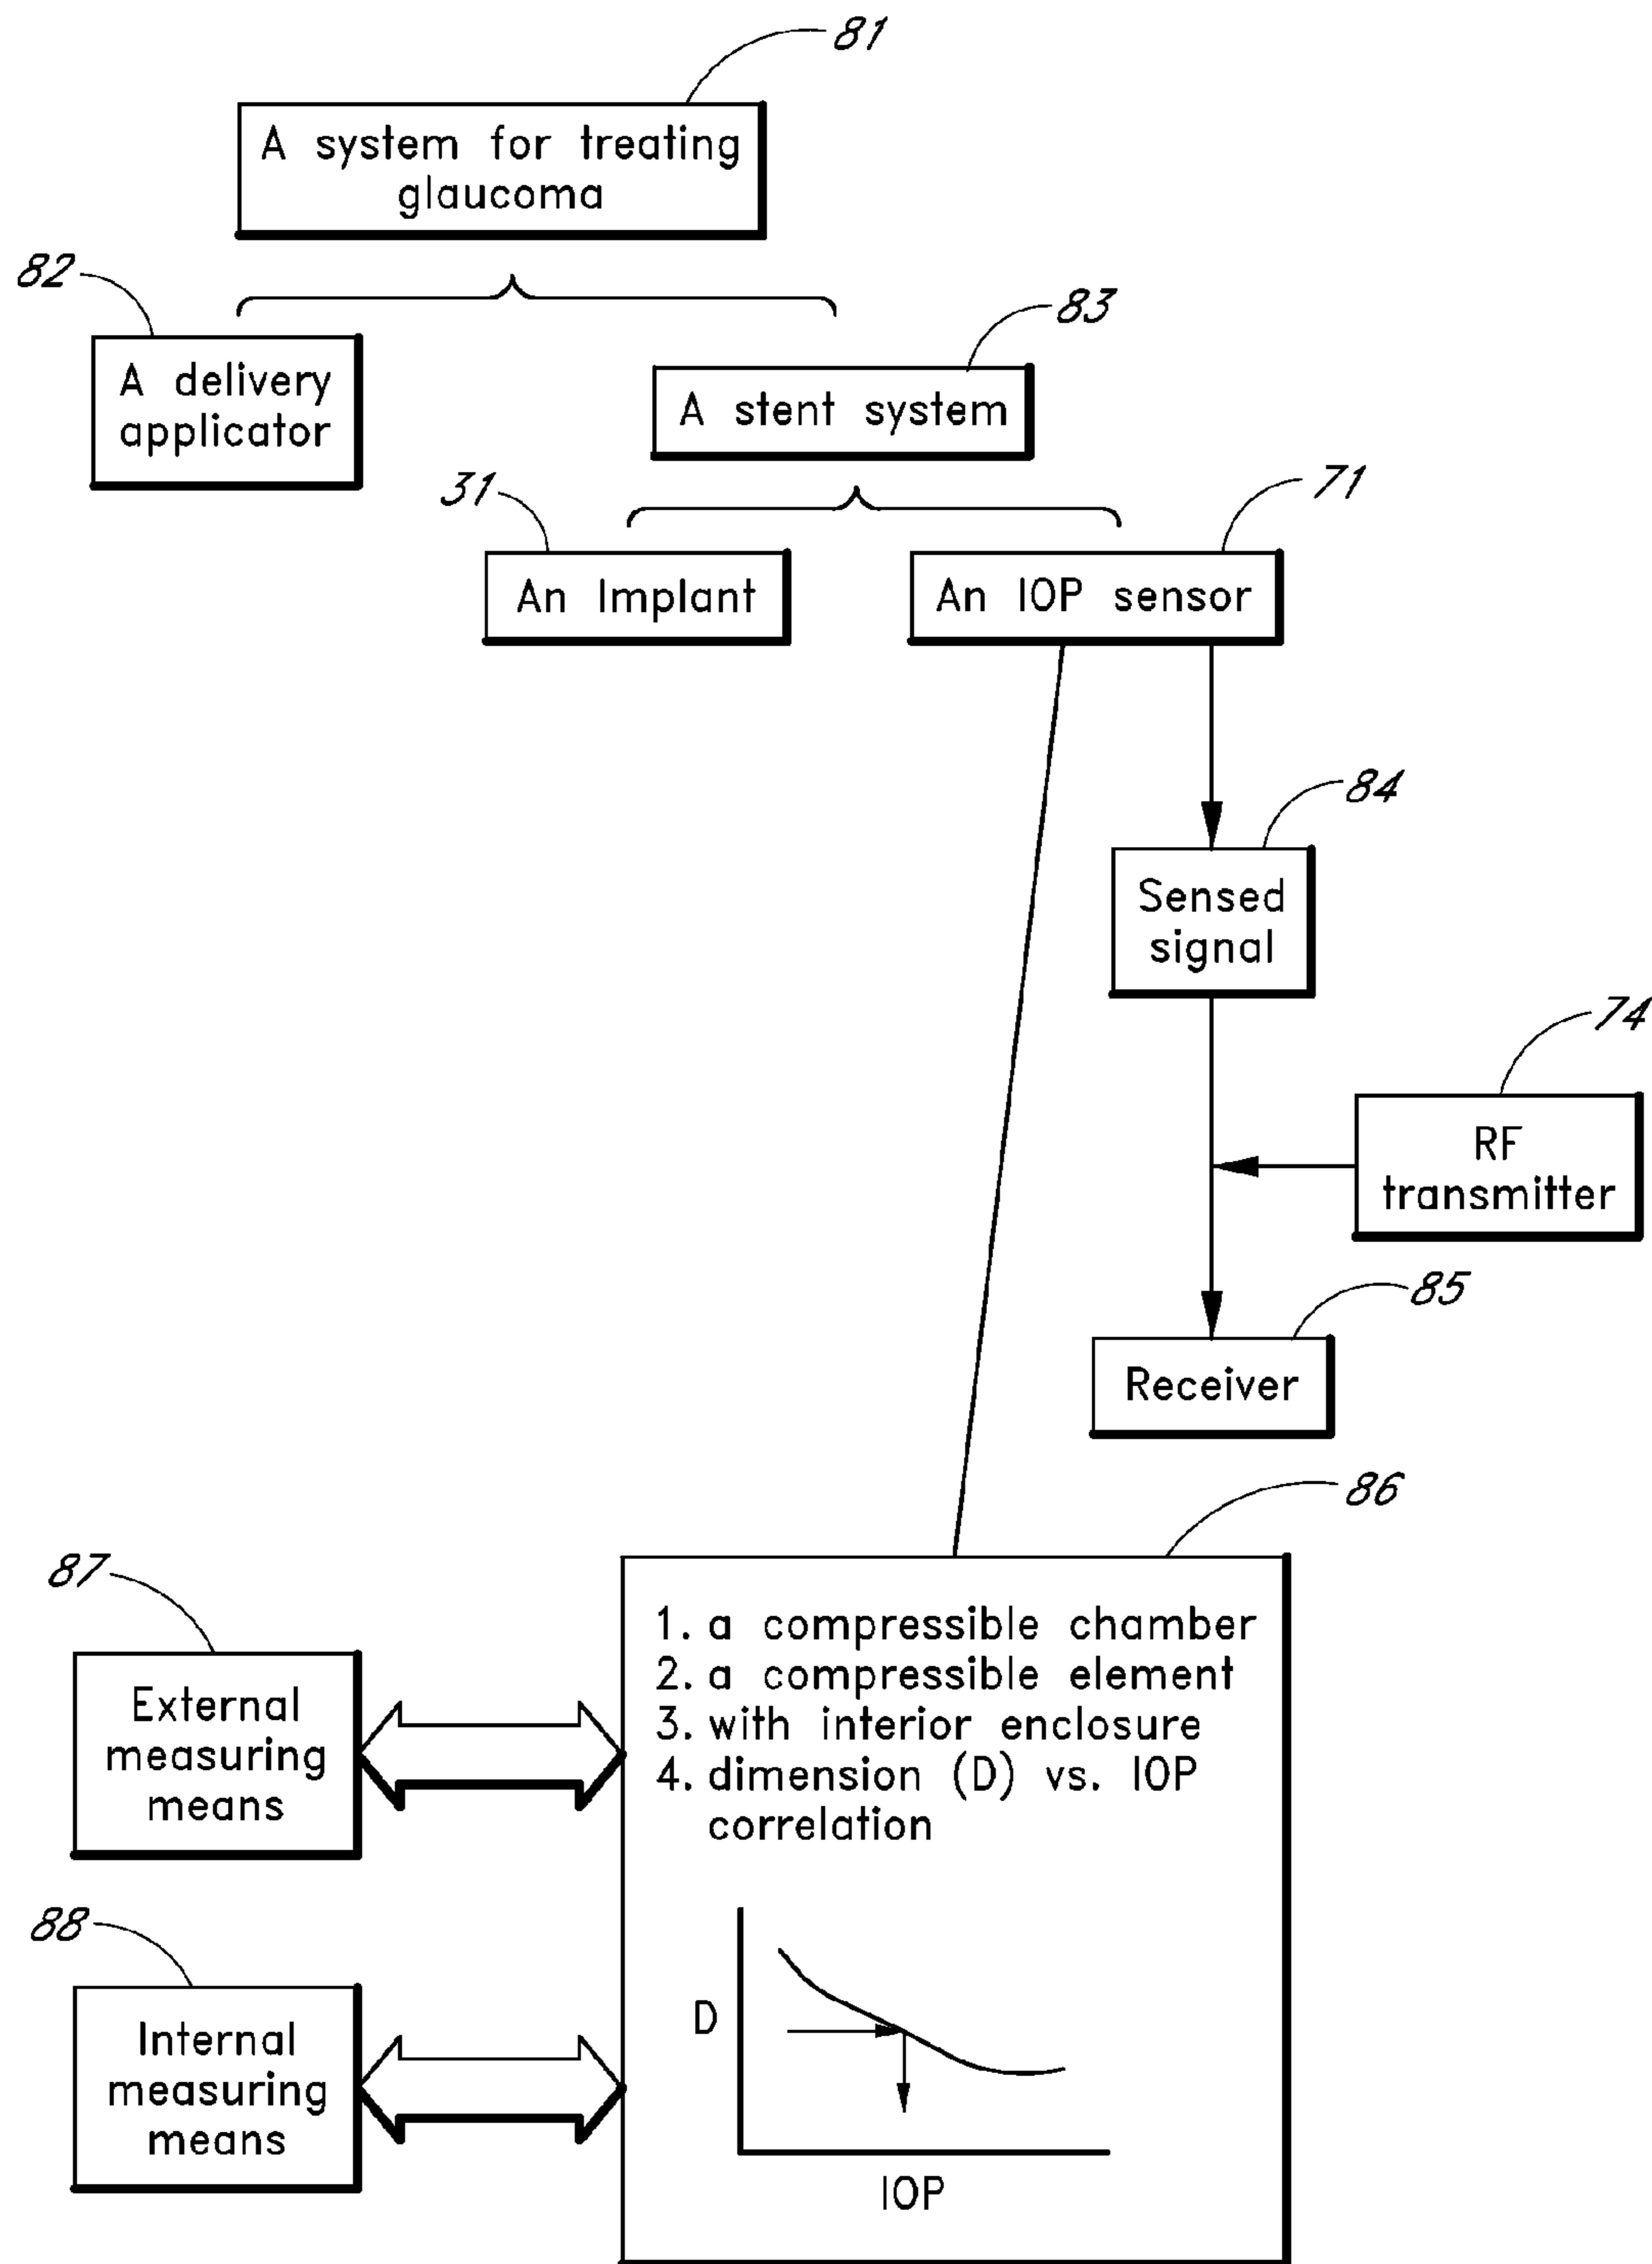 81
A system for treating
glaucoma
82
A delivery
applicator
83
A stent system
31
An Implant
71
An IOP sensor
84
Sensed
signal
74
RF
transmitter
85
Receiver
86
1. a compressible chamber
2. a compressible element
3. with interior enclosure
4. dimension (D) vs. IOP
correlation
D
IOP
87
External
measuring
means
88
Internal
measuring
means